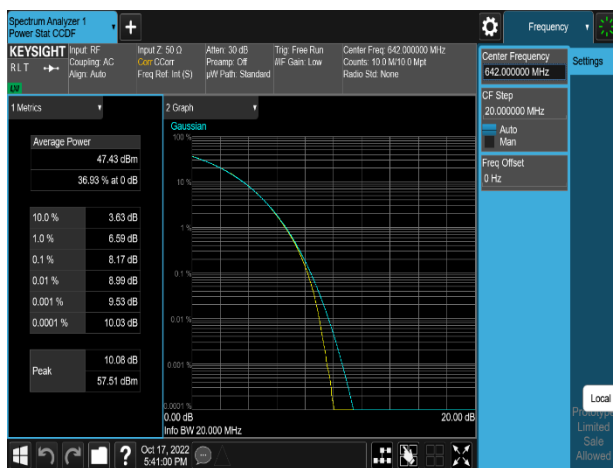 Spectrum Analyzer 1
Power Stat CCDF
+
Frequency
KEYSIGHT
RLT
LXI
Input: RF
Coupling: AC
Align: Auto
Input Z: 50 Ω
Corr CCorr
Freq Ref: Int (S)
Atten: 30 dB
Preamp: Off
µW Path: Standard
Trig: Free Run
#IF Gain: Low
Center Freq: 642.000000 MHz
Counts: 10.0 M/10.0 Mpt
Radio Std: None
Center Frequency
642.000000 MHz
Settings
CF Step
20.000000 MHz
Auto
Man
Freq Offset
0 Hz
1 Metrics
Average Power
47.43 dBm
36.93 % at 0 dB
10.0 % 3.63 dB
1.0 % 6.59 dB
0.1 % 8.17 dB
0.01 % 8.99 dB
0.001 % 9.53 dB
0.0001 % 10.03 dB
Peak
10.08 dB
57.51 dBm
2 Graph
Gaussian
100 %
10 %
1 %
0.1 %
0.01 %
0.001 %
0.0001 %
0.00 dB
20.00 dB
Info BW 20.000 MHz
Local
Prototype
Limited
Sale
Allowed
?
Oct 17, 2022
5:41:00 PM